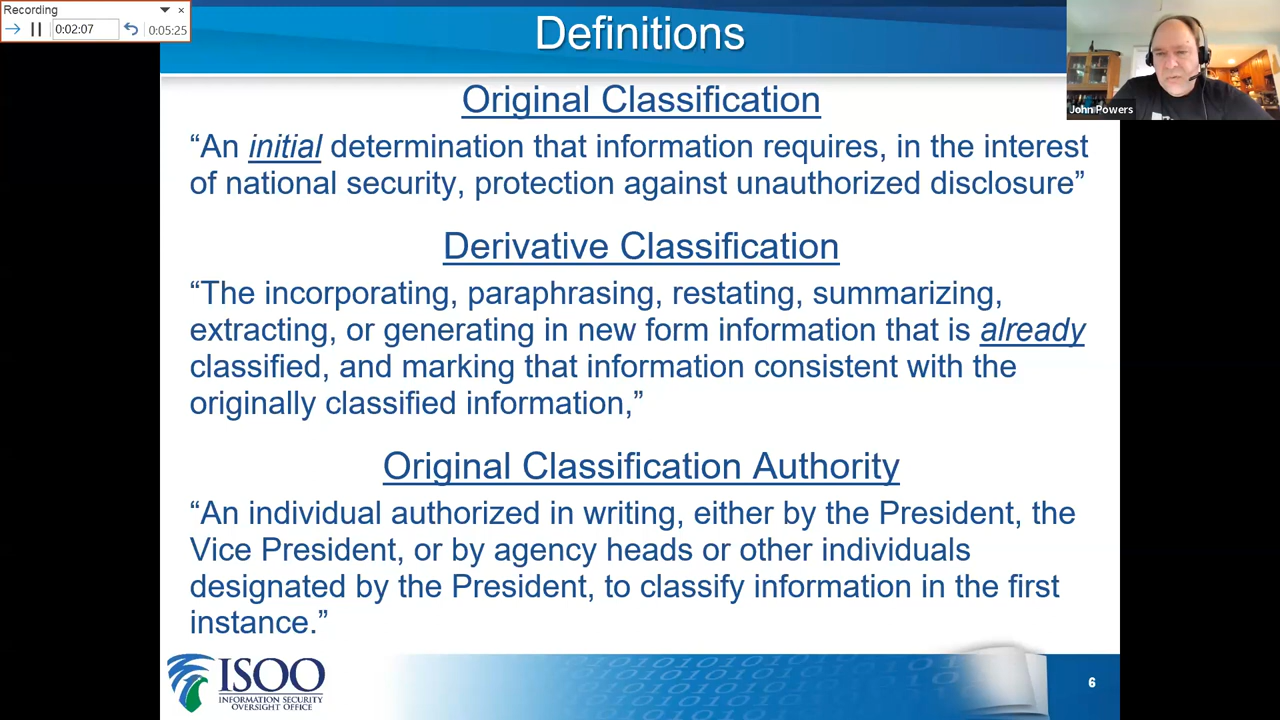 Recording
0:02:07
0:05:25
Definitions
John Powers
Original Classification
“An initial determination that information requires, in the interest
of national security, protection against unauthorized disclosure”
Derivative Classification
“The incorporating, paraphrasing, restating, summarizing,
extracting, or generating in new form information that is already
classified, and marking that information consistent with the
originally classified information,”
Original Classification Authority
“An individual authorized in writing, either by the President, the
Vice President, or by agency heads or other individuals
designated by the President, to classify information in the first
instance.”
ISOO
INFORMATION SECURITY
OVERSIGHT OFFICE
6